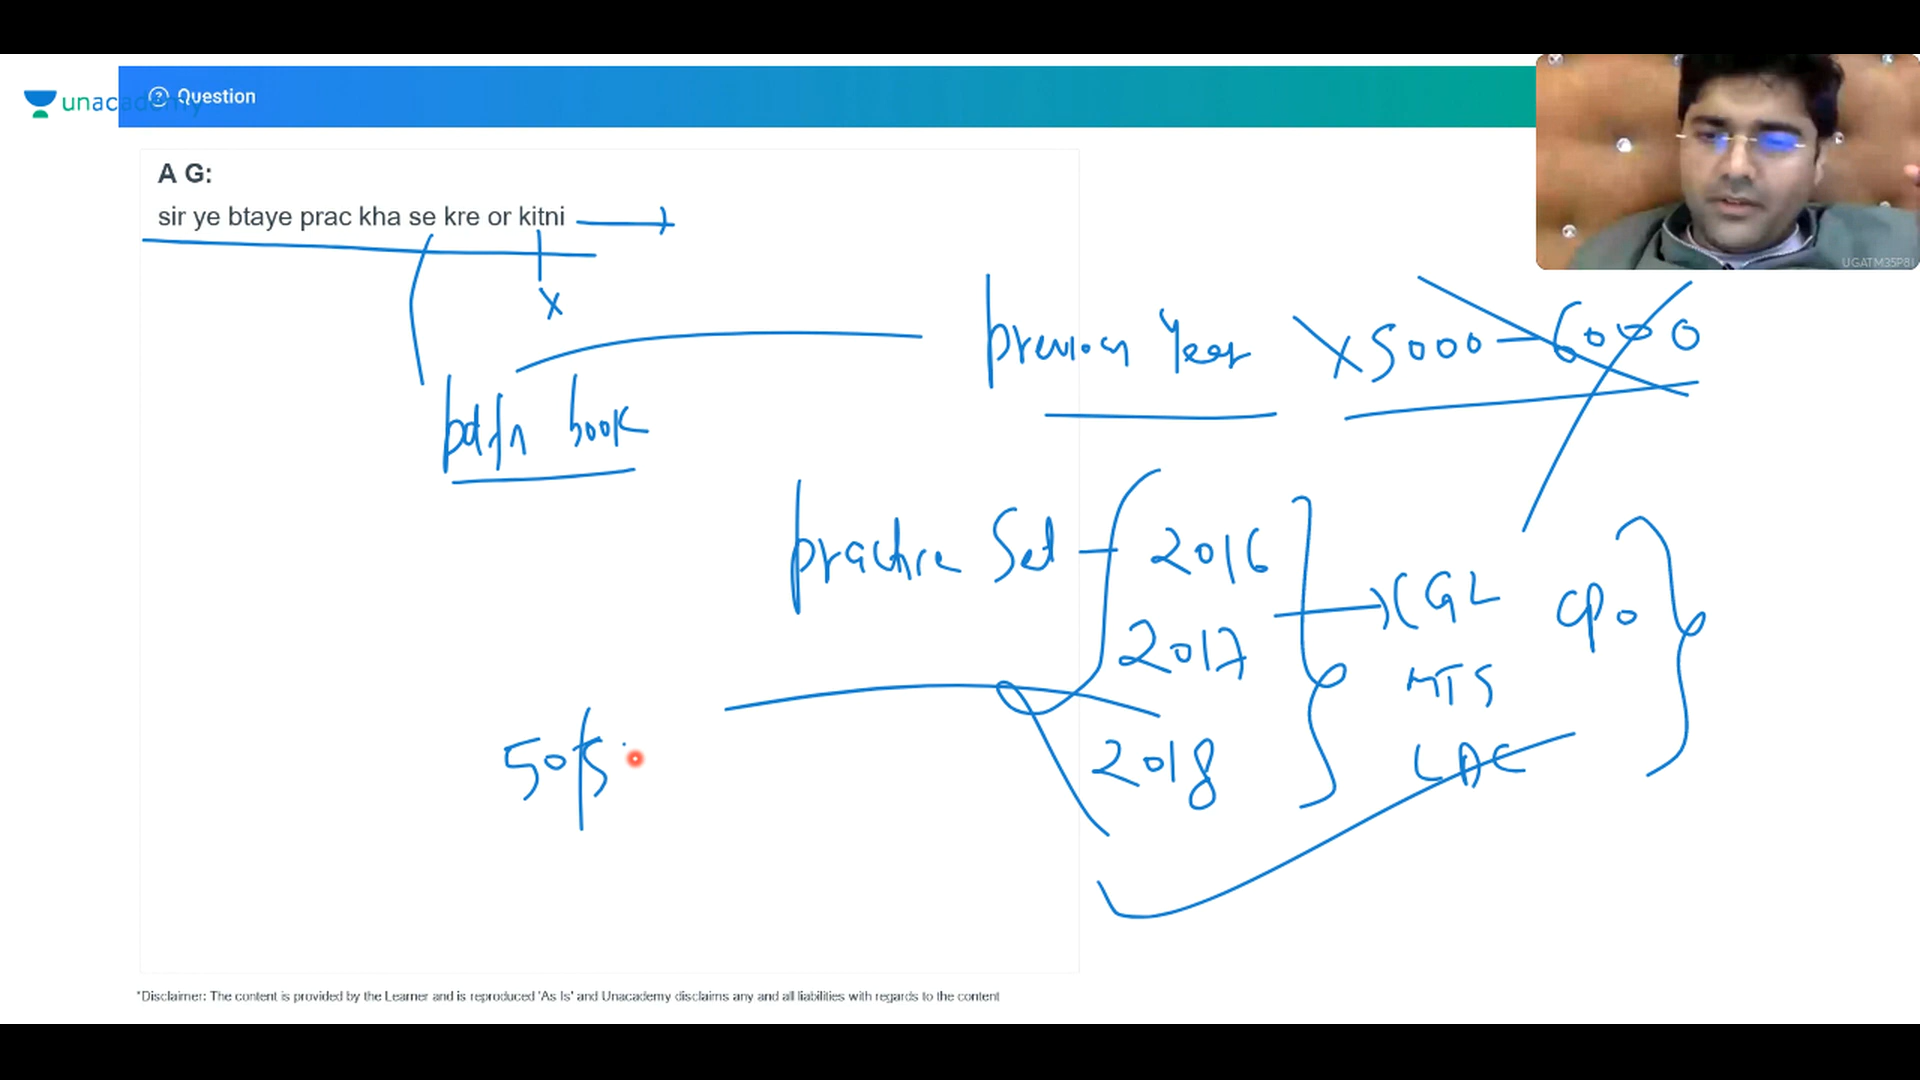 unacademy
Question
A G:
sir ye btaye prac kha se kre or kitni
x
Previous Year X 5000 - 6000
book
practice Set - 2016
2017
2018
CGL CPO
MTS
LDC
50
UGATM35P8I
*Disclaimer: The content is provided by the Learner and is reproduced 'As Is' and Unacademy disclaims any and all liabilities with regards to the content